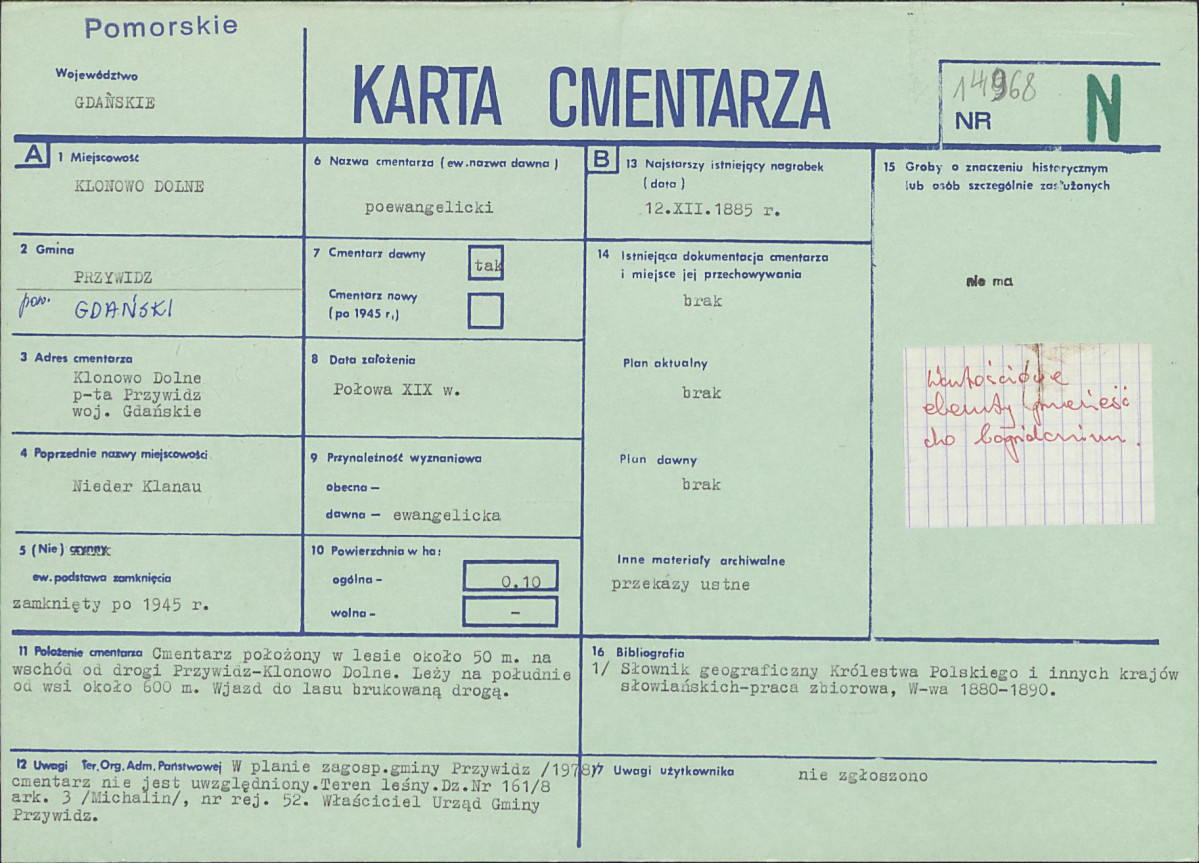 Pomorskie
Województwo
GDAŃSKIE
KARTA CMENTARZA
14968
NR
N
A
1 Miejscowość
KLONOWO DOLNE
2 Gmina
PRZYWIDZ
pow. GDAŃSKI
3 Adres cmentarza
Klonowo Dolne
p-ta Przywidz
woj. Gdańskie
4 Poprzednie nazwy miejscowości
Nieder Klanau
5 (Nie) czynny
ew. podstawa zamknięcia
zamknięty po 1945 r.
6 Nazwa cmentarza (ew. nazwa dawna)
poewangelicki
7 Cmentarz dawny
tak
Cmentarz nowy
(po 1945 r.)
8 Data założenia
Połowa XIX w.
9 Przynależność wyznaniowa
obecna –
dawna – ewangelicka
10 Powierzchnia w ha:
ogólna – 0.10
wolna – –
B
13 Najstarszy istniejący nagrobek
(data)
12.XII.1885 r.
14 Istniejąca dokumentacja cmentarza
i miejsce jej przechowywania
brak
Plan aktualny
brak
Plan dawny
brak
Inne materiały archiwalne
przekazy ustne
15 Groby o znaczeniu historycznym
lub osób szczególnie zasłużonych
nie ma
do
11 Położenie cmentarza Cmentarz położony w lesie około 50 m. na
wschód od drogi Przywidz-Klonowo Dolne. Leży na południe
od wsi około 600 m. Wjazd do lasu brukowaną drogą.
16 Bibliografia
1/ Słownik geograficzny Królestwa Polskiego i innych krajów
słowiańskich-praca zbiorowa, W-wa 1880-1890.
12 Uwagi Ter. Org. Adm. Państwowej W planie zagosp.gminy Przywidz /1978/
cmentarz nie jest uwzględniony.Teren leśny.Dz.Nr 161/8
ark. 3 /Michalin/, nr rej. 52. Właściciel Urząd Gminy
Przywidz.
17 Uwagi użytkownika
nie zgłoszono